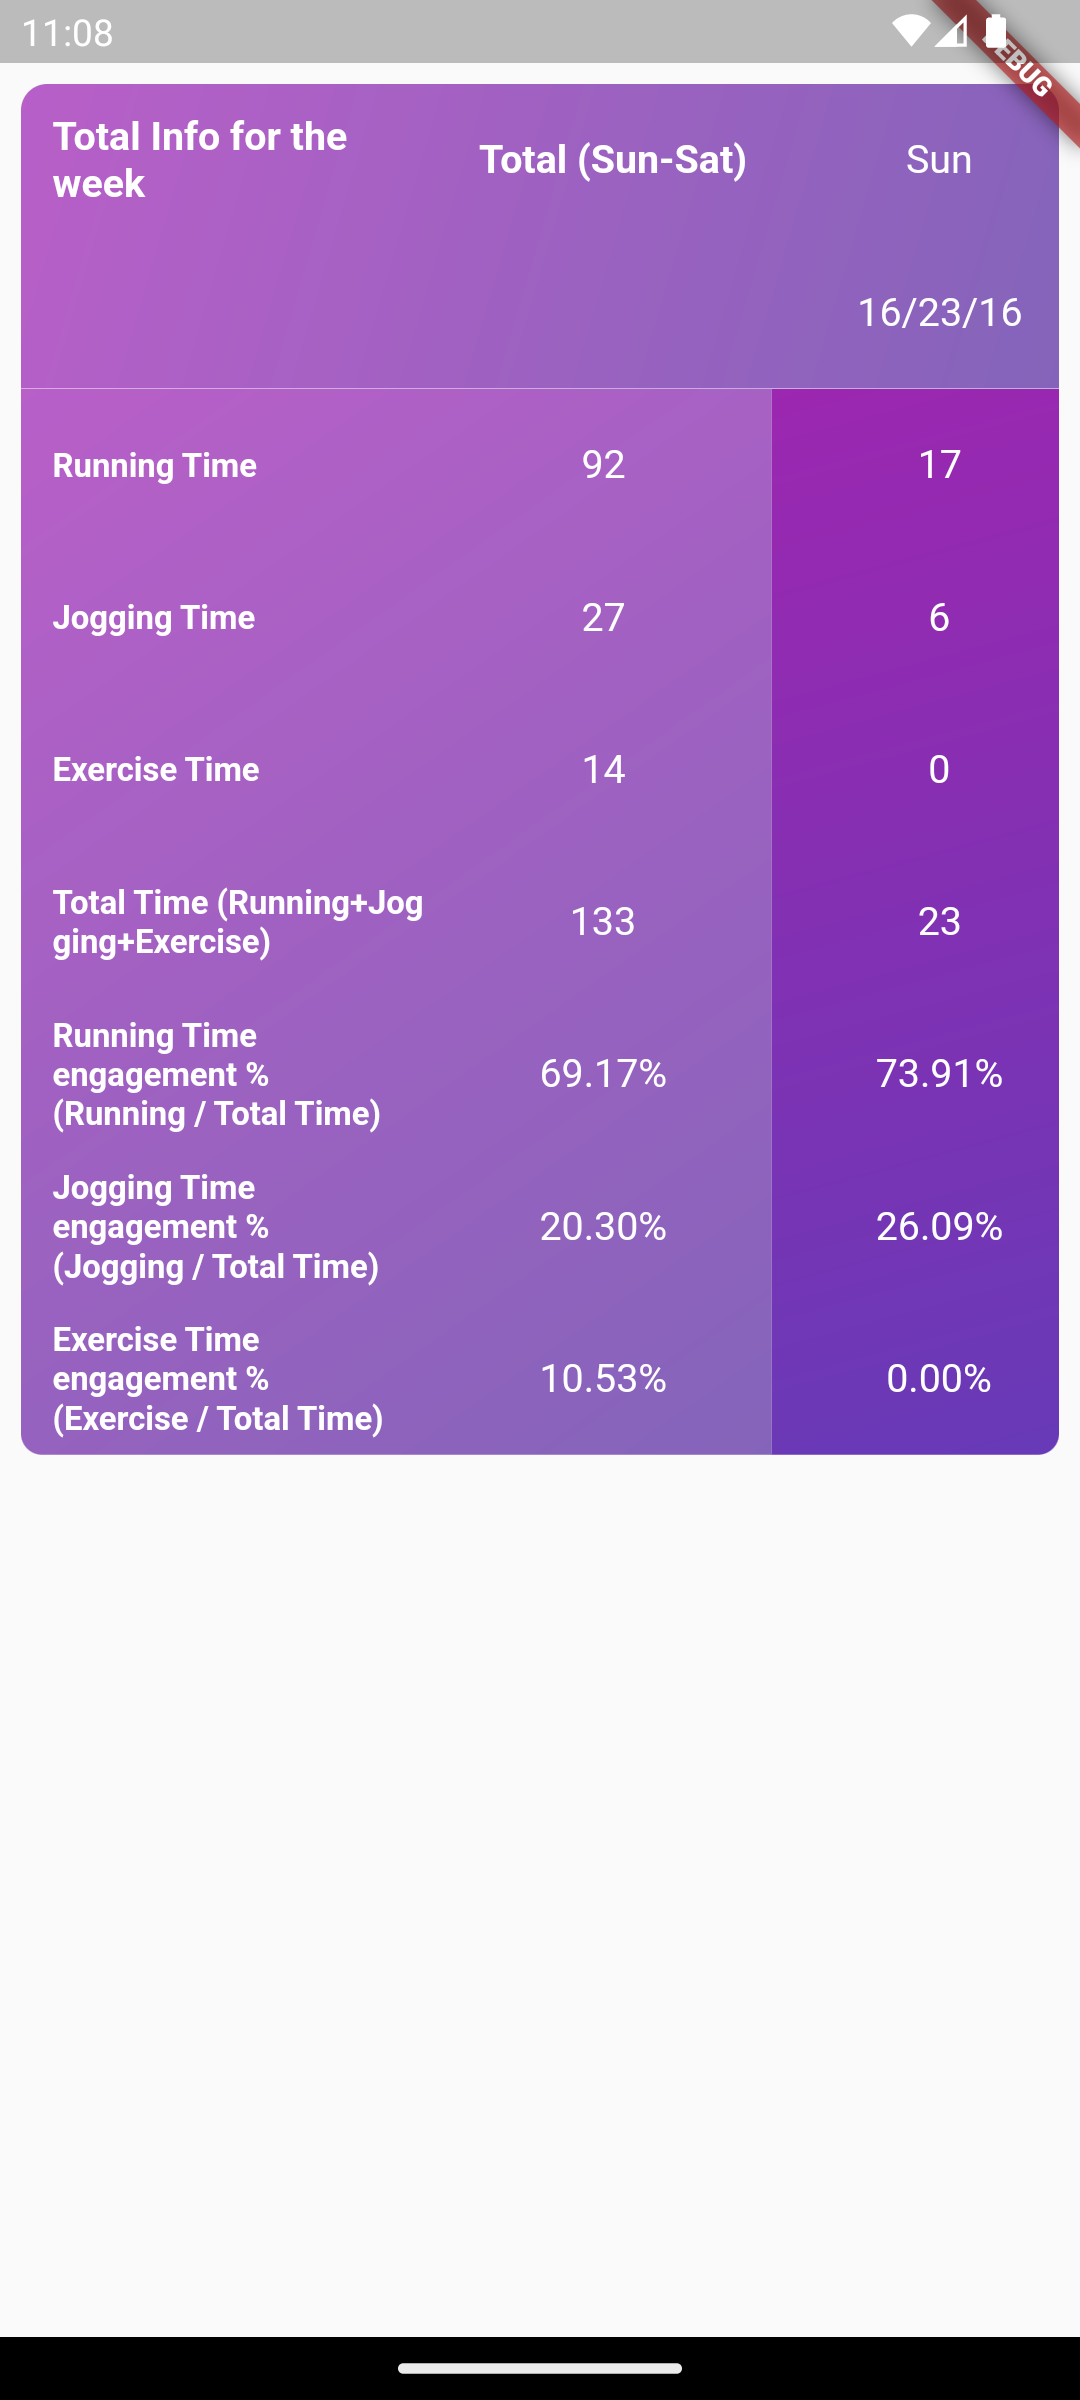 11:08
DEBUG
Total Info for the
week
Total (Sun-Sat)
Sun
16/23/16
Running Time
92
17
Jogging Time
27
6
Exercise Time
14
0
Total Time (Running+Jog
ging+Exercise)
133
23
Running Time
engagement %
(Running / Total Time)
69.17%
73.91%
Jogging Time
engagement %
(Jogging / Total Time)
20.30%
26.09%
Exercise Time
engagement %
(Exercise / Total Time)
10.53%
0.00%